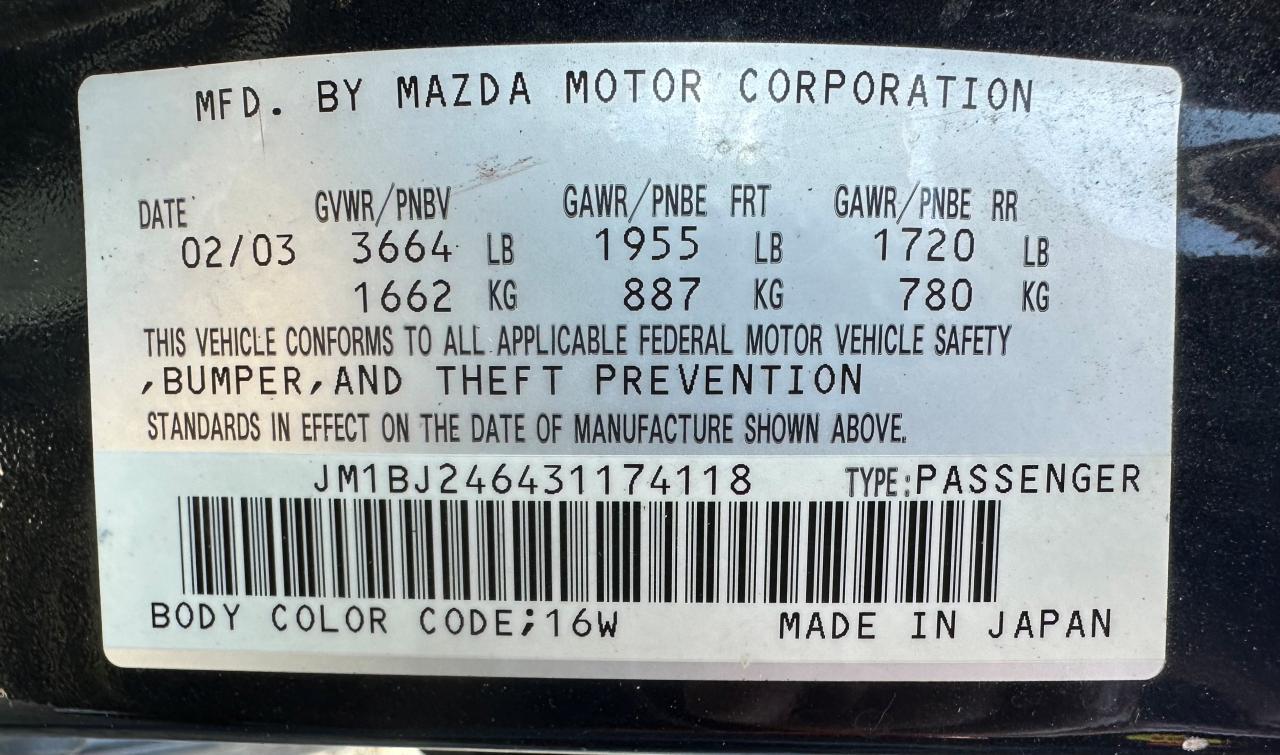 MFD. BY MAZDA MOTOR CORPORATION
DATE GVWR/PNBV GAWR/PNBE FRT GAWR/PNBE RR
02/03 3664 LB 1955 LB 1720 LB
1662 KG 887 KG 780 KG
THIS VEHICLE CONFORMS TO ALL APPLICABLE FEDERAL MOTOR VEHICLE SAFETY
,BUMPER,AND THEFT PREVENTION
STANDARDS IN EFFECT ON THE DATE OF MANUFACTURE SHOWN ABOVE.
JM1BJ246431174118 TYPE:PASSENGER
BODY COLOR CODE;16W MADE IN JAPAN